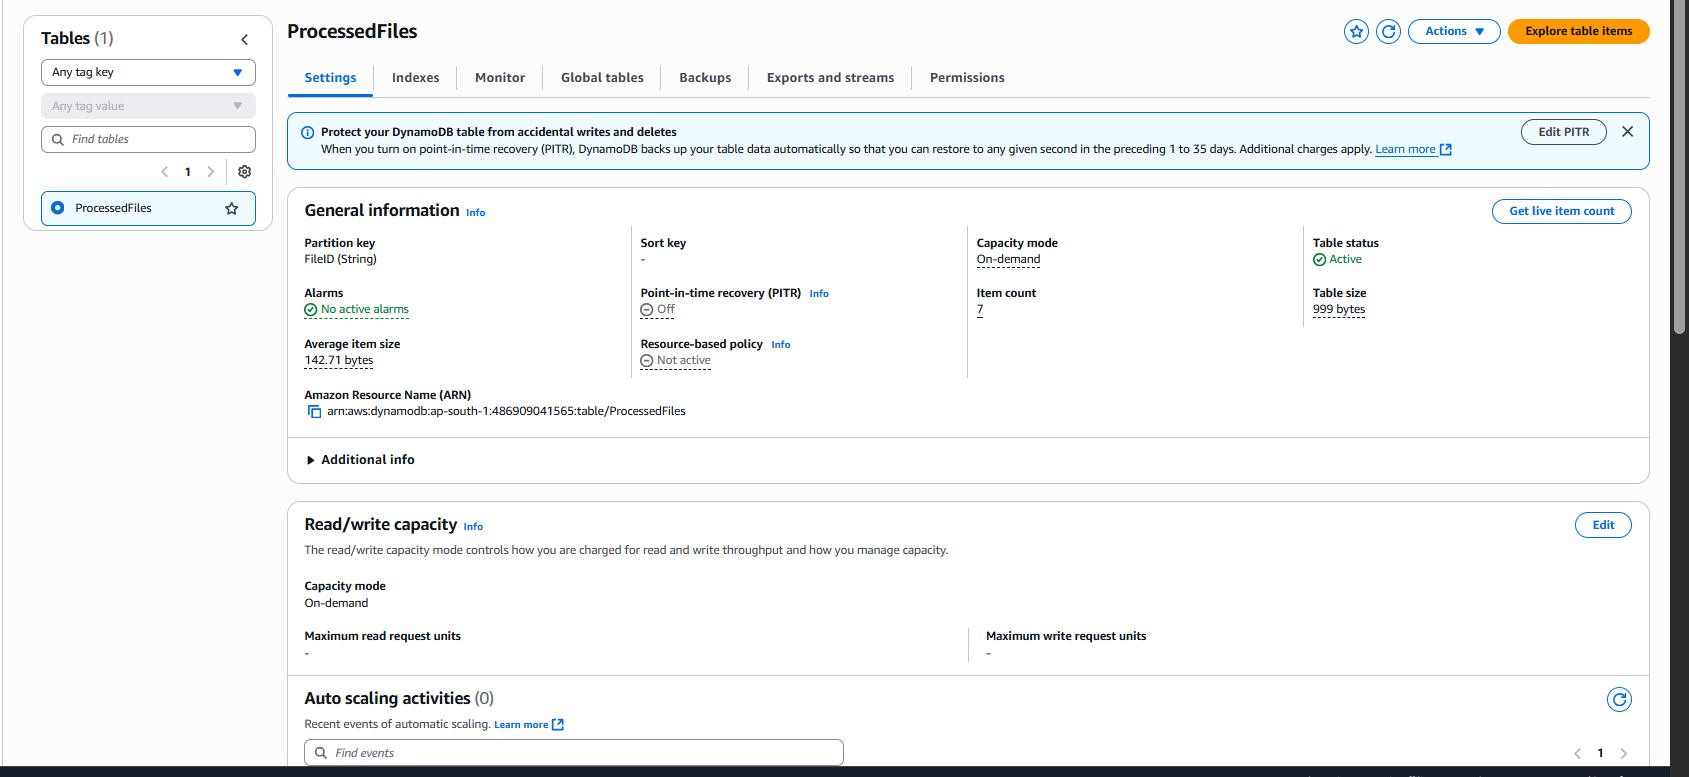 Tables (1)
Any tag key
Any tag value
Find tables
1
ProcessedFiles
ProcessedFiles
Actions
Explore table items
Settings
Indexes
Monitor
Global tables
Backups
Exports and streams
Permissions
Protect your DynamoDB table from accidental writes and deletes
When you turn on point-in-time recovery (PITR), DynamoDB backs up your table data automatically so that you can restore to any given second in the preceding 1 to 35 days. Additional charges apply. Learn more
Edit PITR
General information Info
Get live item count
Partition key
FileID (String)
Sort key
-
Capacity mode
On-demand
Table status
Active
Alarms
No active alarms
Point-in-time recovery (PITR) Info
Off
Item count
7
Table size
999 bytes
Average item size
142.71 bytes
Resource-based policy Info
Not active
Amazon Resource Name (ARN)
arn:aws:dynamodb:ap-south-1:486909041565:table/ProcessedFiles
Additional info
Read/write capacity Info
Edit
The read/write capacity mode controls how you are charged for read and write throughput and how you manage capacity.
Capacity mode
On-demand
Maximum read request units
-
Maximum write request units
-
Auto scaling activities (0)
Recent events of automatic scaling. Learn more
Find events
1